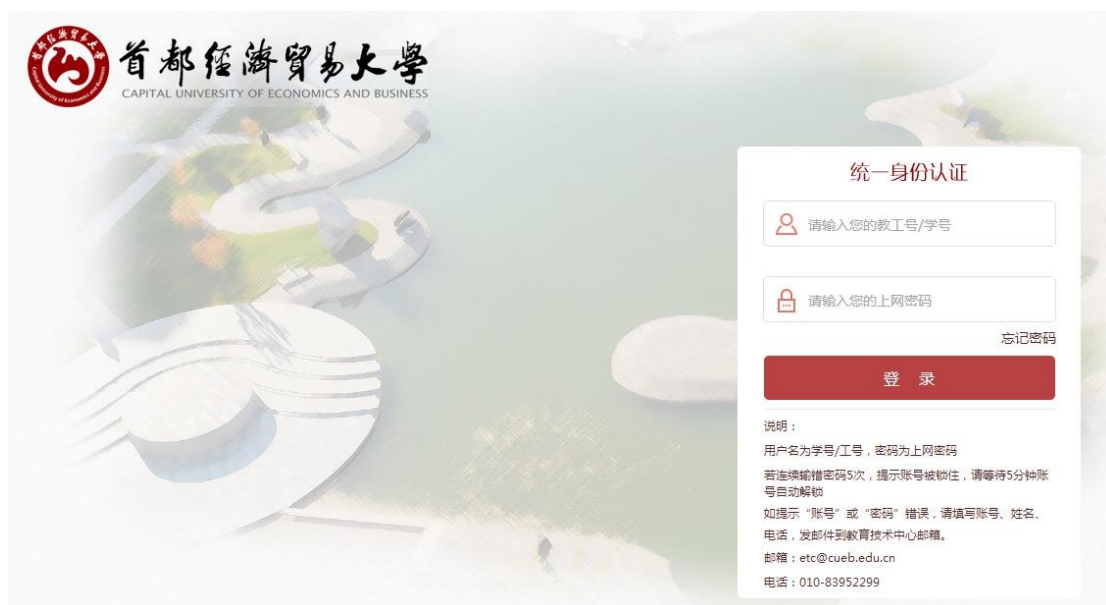 首都經濟貿易大學
CAPITAL UNIVERSITY OF ECONOMICS AND BUSINESS
统一身份认证
请输入您的教工号/学号
请输入您的上网密码
忘记密码
登 录
说明：
用户名为学号/工号，密码为上网密码
若连续输错密码5次，提示账号被锁住，请等待5分钟账
号自动解锁
如提示“账号”或“密码”错误，请填写账号、姓名、
电话，发邮件到教育技术中心邮箱。
邮箱：etc@cueb.edu.cn
电话：010-83952299